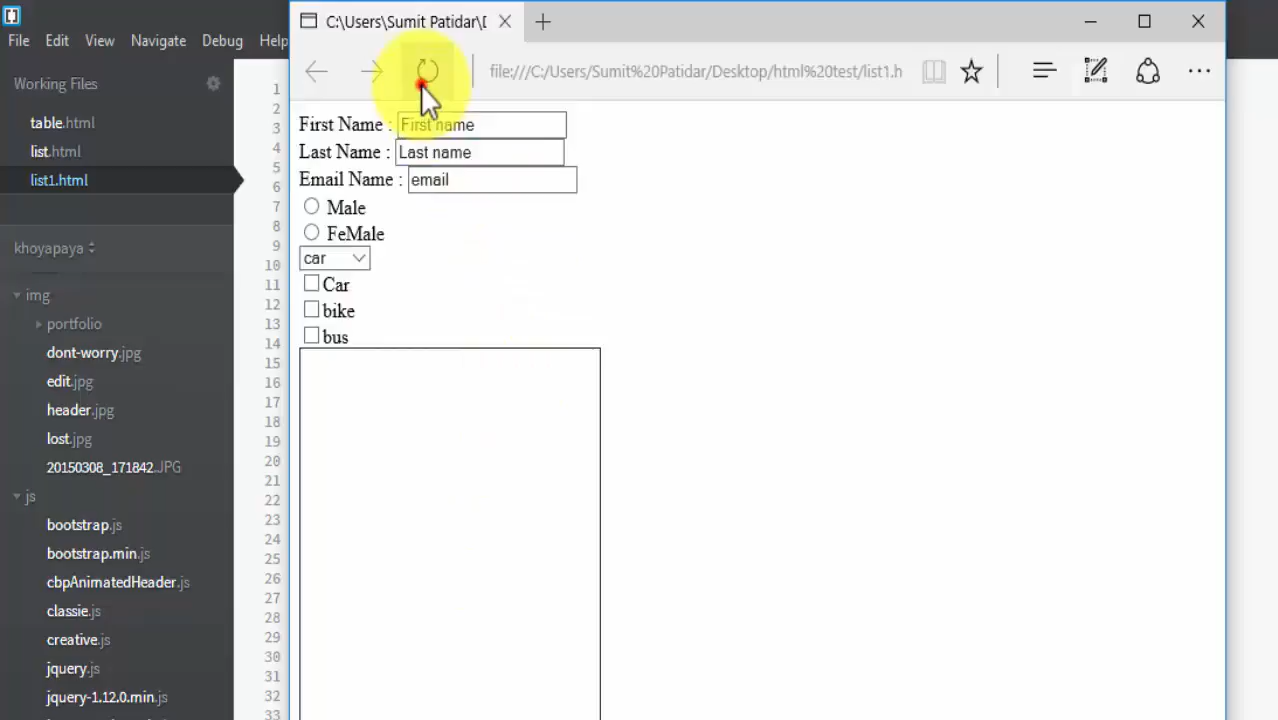 C:\Users\Sumit Patidar\D
File Edit View Navigate Debug Help
file:///C:/Users/Sumit%20Patidar/Desktop/html%20test/list1.h
Working Files
table.html
list.html
list1.html
khoyapaya
img
portfolio
dont-worry.jpg
edit.jpg
header.jpg
lost.jpg
20150308_171842.JPG
js
bootstrap.js
bootstrap.min.js
cbpAnimatedHeader.js
classie.js
creative.js
jquery.js
jquery-1.12.0.min.js
1
2
3
4
5
6
7
8
9
10
11
12
13
14
15
16
17
18
19
20
21
22
23
24
25
26
27
28
29
30
31
32
33
First Name : First name
Last Name : Last name
Email Name : email
Male
FeMale
car
Car
bike
bus